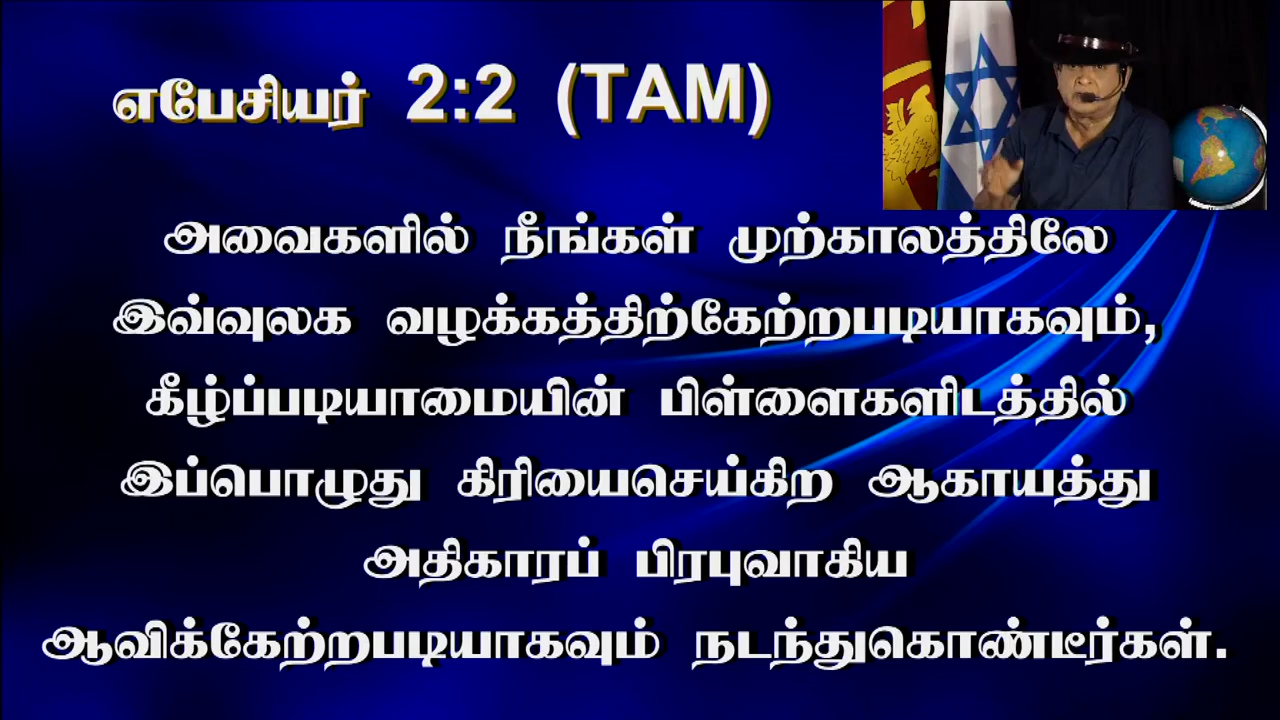 எபேசியர் 2:2 (TAM)
அவைகளில் நீங்கள் முற்காலத்திலே
இவ்வுலக வழக்கத்திற்கேற்றபடியாகவும்,
கீழ்ப்படியாமையின் பிள்ளைகளிடத்தில்
இப்பொழுது கிரியைசெய்கிற ஆகாயத்து
அதிகாரப் பிரபுவாகிய
ஆவிக்கேற்றபடியாகவும் நடந்துகொண்டீர்கள்.